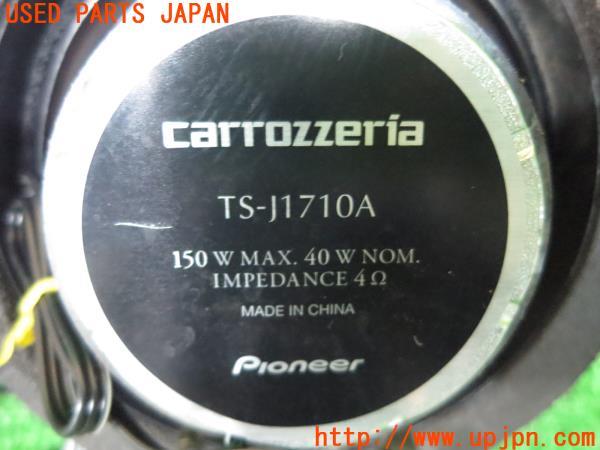 USED PARTS JAPAN
carrozzeria
TS-J1710A
150 W MAX. 40 W NOM.
IMPEDANCE 4 Ω
MADE IN CHINA
Pioneer
http://www.upjpn.com